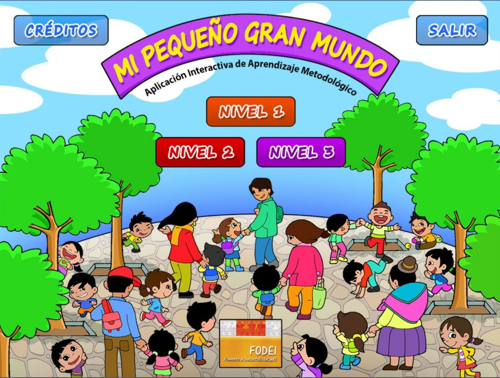 CRÉDITOS
SALIR
MI PEQUEÑO GRAN MUNDO
Aplicación Interactiva de Aprendizaje Metodológico
NIVEL 1
NIVEL 2
NIVEL 3
FODEI